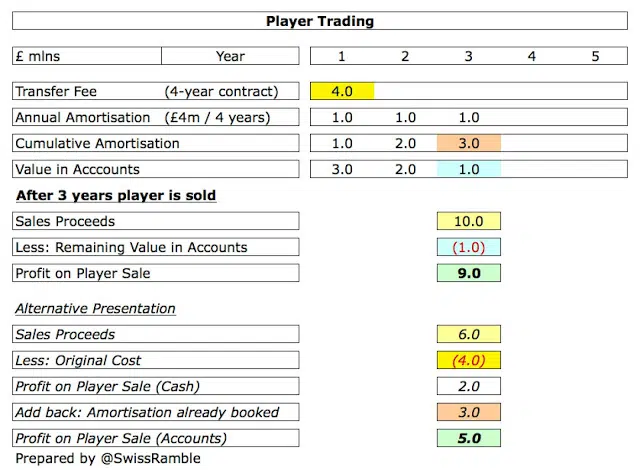 Player Trading
£ mlns Year 1 2 3 4 5
Transfer Fee (4-year contract) 4.0
Annual Amortisation (£4m / 4 years) 1.0 1.0 1.0
Cumulative Amortisation 1.0 2.0 3.0
Value in Acccounts 3.0 2.0 1.0
After 3 years player is sold
Sales Proceeds 10.0
Less: Remaining Value in Accounts (1.0)
Profit on Player Sale 9.0
Alternative Presentation
Sales Proceeds 6.0
Less: Original Cost (4.0)
Profit on Player Sale (Cash) 2.0
Add back: Amortisation already booked 3.0
Profit on Player Sale (Accounts) 5.0
Prepared by @SwissRamble